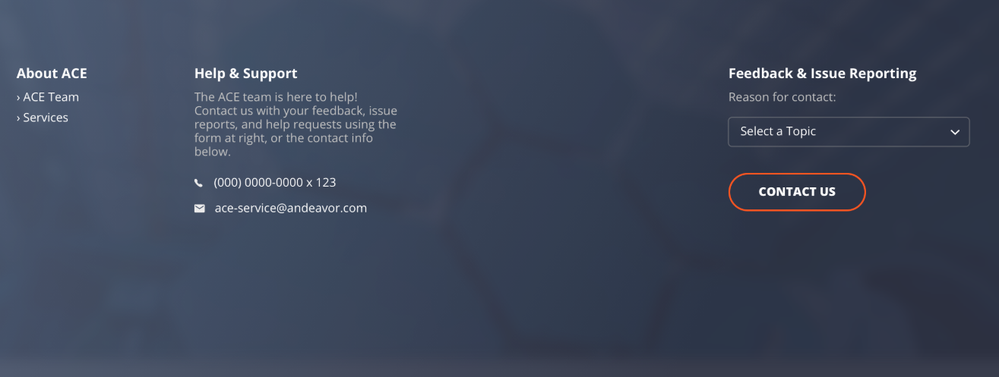 About ACE
› ACE Team
› Services
Help & Support
The ACE team is here to help!
Contact us with your feedback, issue
reports, and help requests using the
form at right, or the contact info
below.
(000) 0000-0000 x 123
ace-service@andeavor.com
Feedback & Issue Reporting
Reason for contact:
Select a Topic
CONTACT US